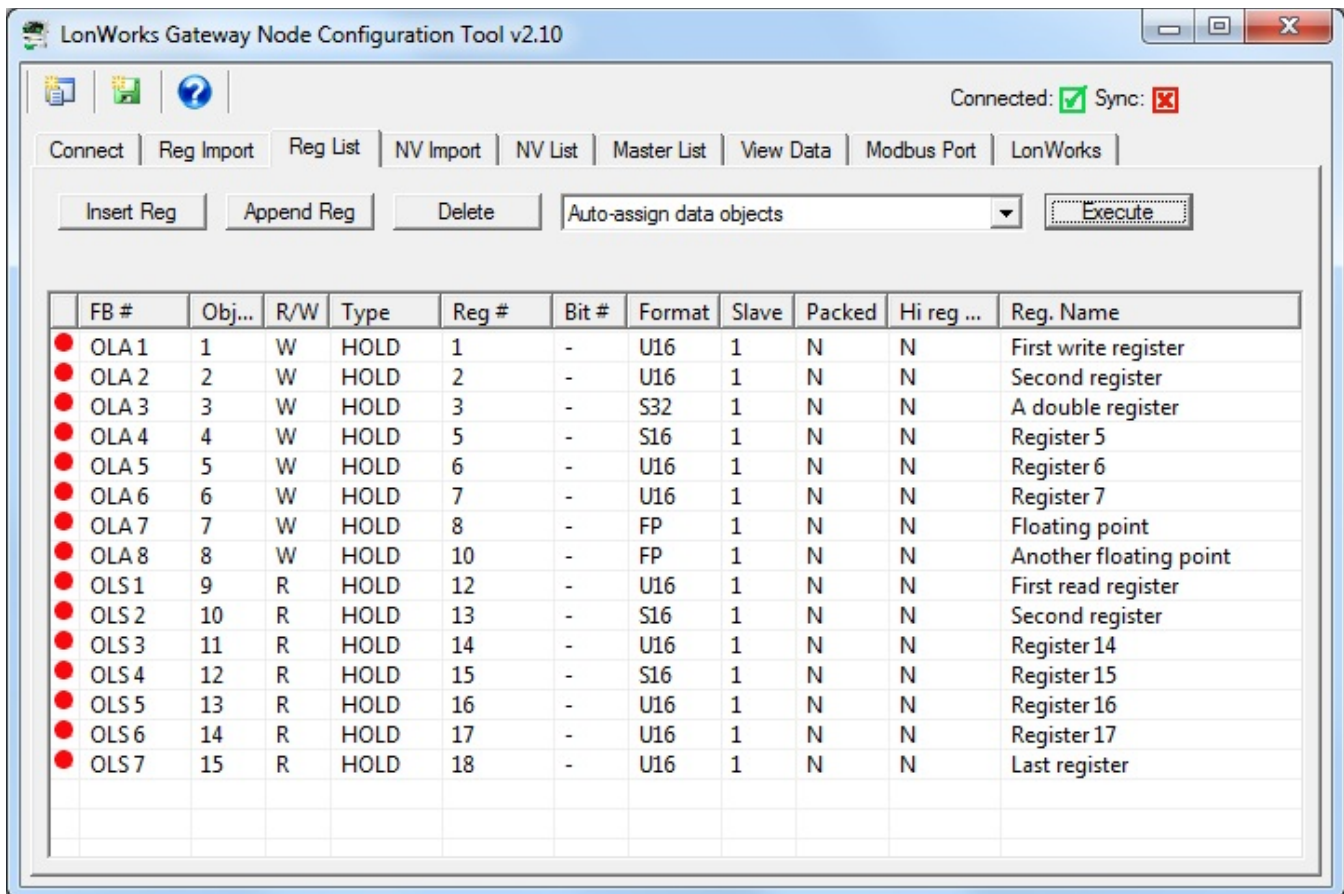 LonWorks Gateway Node Configuration Tool v2.10
Connected: Sync:
Connect Reg Import Reg List NV Import NV List Master List View Data Modbus Port LonWorks
Insert Reg Append Reg Delete Auto-assign data objects Execute
FB # Obj... R/W Type Reg # Bit # Format Slave Packed Hi reg ... Reg. Name
OLA 1 1 W HOLD 1 - U16 1 N N First write register
OLA 2 2 W HOLD 2 - U16 1 N N Second register
OLA 3 3 W HOLD 3 - S32 1 N N A double register
OLA 4 4 W HOLD 5 - S16 1 N N Register 5
OLA 5 5 W HOLD 6 - U16 1 N N Register 6
OLA 6 6 W HOLD 7 - U16 1 N N Register 7
OLA 7 7 W HOLD 8 - FP 1 N N Floating point
OLA 8 8 W HOLD 10 - FP 1 N N Another floating point
OLS 1 9 R HOLD 12 - U16 1 N N First read register
OLS 2 10 R HOLD 13 - S16 1 N N Second register
OLS 3 11 R HOLD 14 - U16 1 N N Register 14
OLS 4 12 R HOLD 15 - S16 1 N N Register 15
OLS 5 13 R HOLD 16 - U16 1 N N Register 16
OLS 6 14 R HOLD 17 - U16 1 N N Register 17
OLS 7 15 R HOLD 18 - U16 1 N N Last register